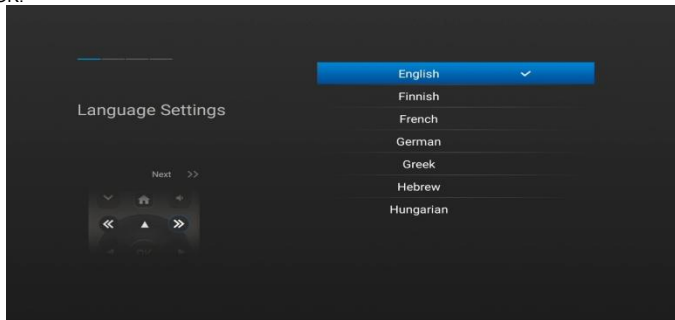 Language Settings
Next >>
English
Finnish
French
German
Greek
Hebrew
Hungarian